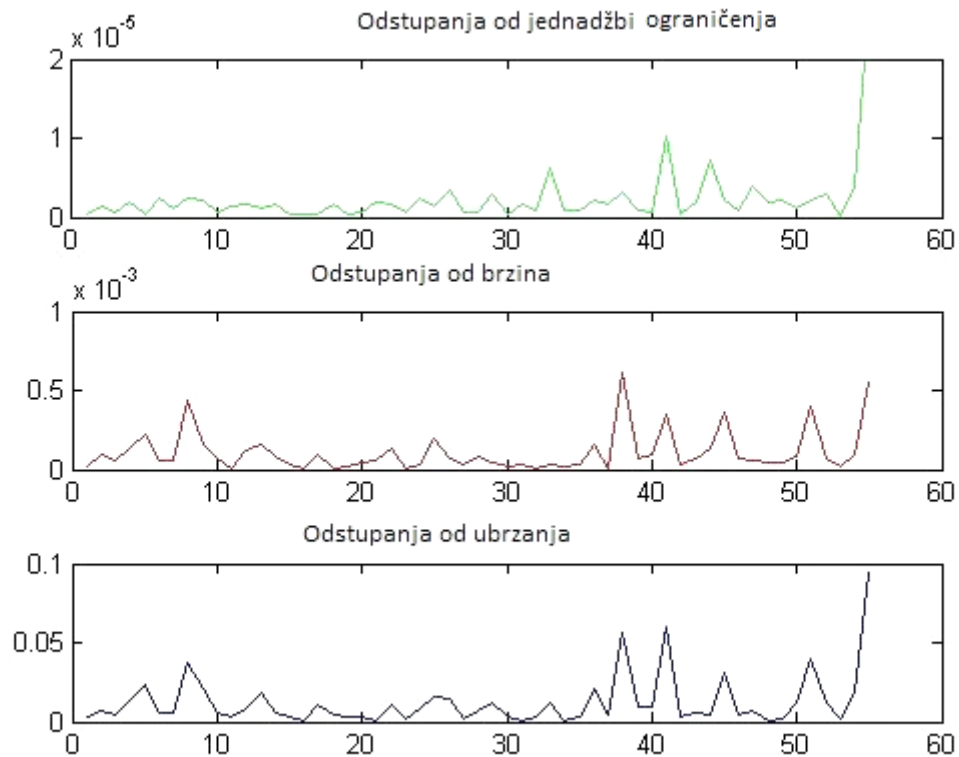 Odstupanja od jednadžbi ograničenja
x 10-5
2
1
0
0 10 20 30 40 50 60
Odstupanja od brzina
x 10-3
1
0.5
0
0 10 20 30 40 50 60
Odstupanja od ubrzanja
0.1
0.05
0
0 10 20 30 40 50 60